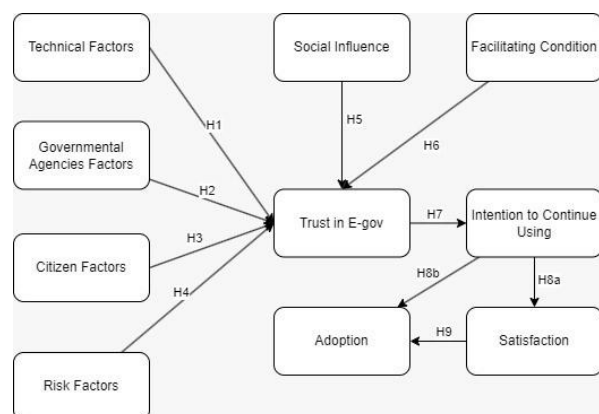 Technical Factors
Social Influence
Facilitating Condition
H1
H5
H6
Governmental
Agencies Factors
H2
Trust in E-gov
H7
Intention to Continue
Using
H3
Citizen Factors
H4
H8b
H8a
Adoption
H9
Satisfaction
Risk Factors